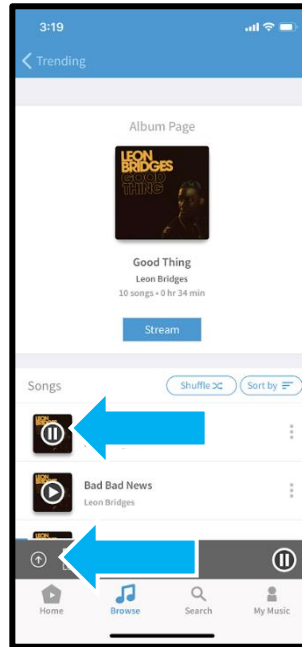 3:19
Trending
Album Page
LEON
BRIDGES
GOOD
THING
Good Thing
Leon Bridges
10 songs • 0 hr 34 min
Stream
Songs
Shuffle
Sort by
Bad Bad News
Leon Bridges
Home
Browse
Search
My Music